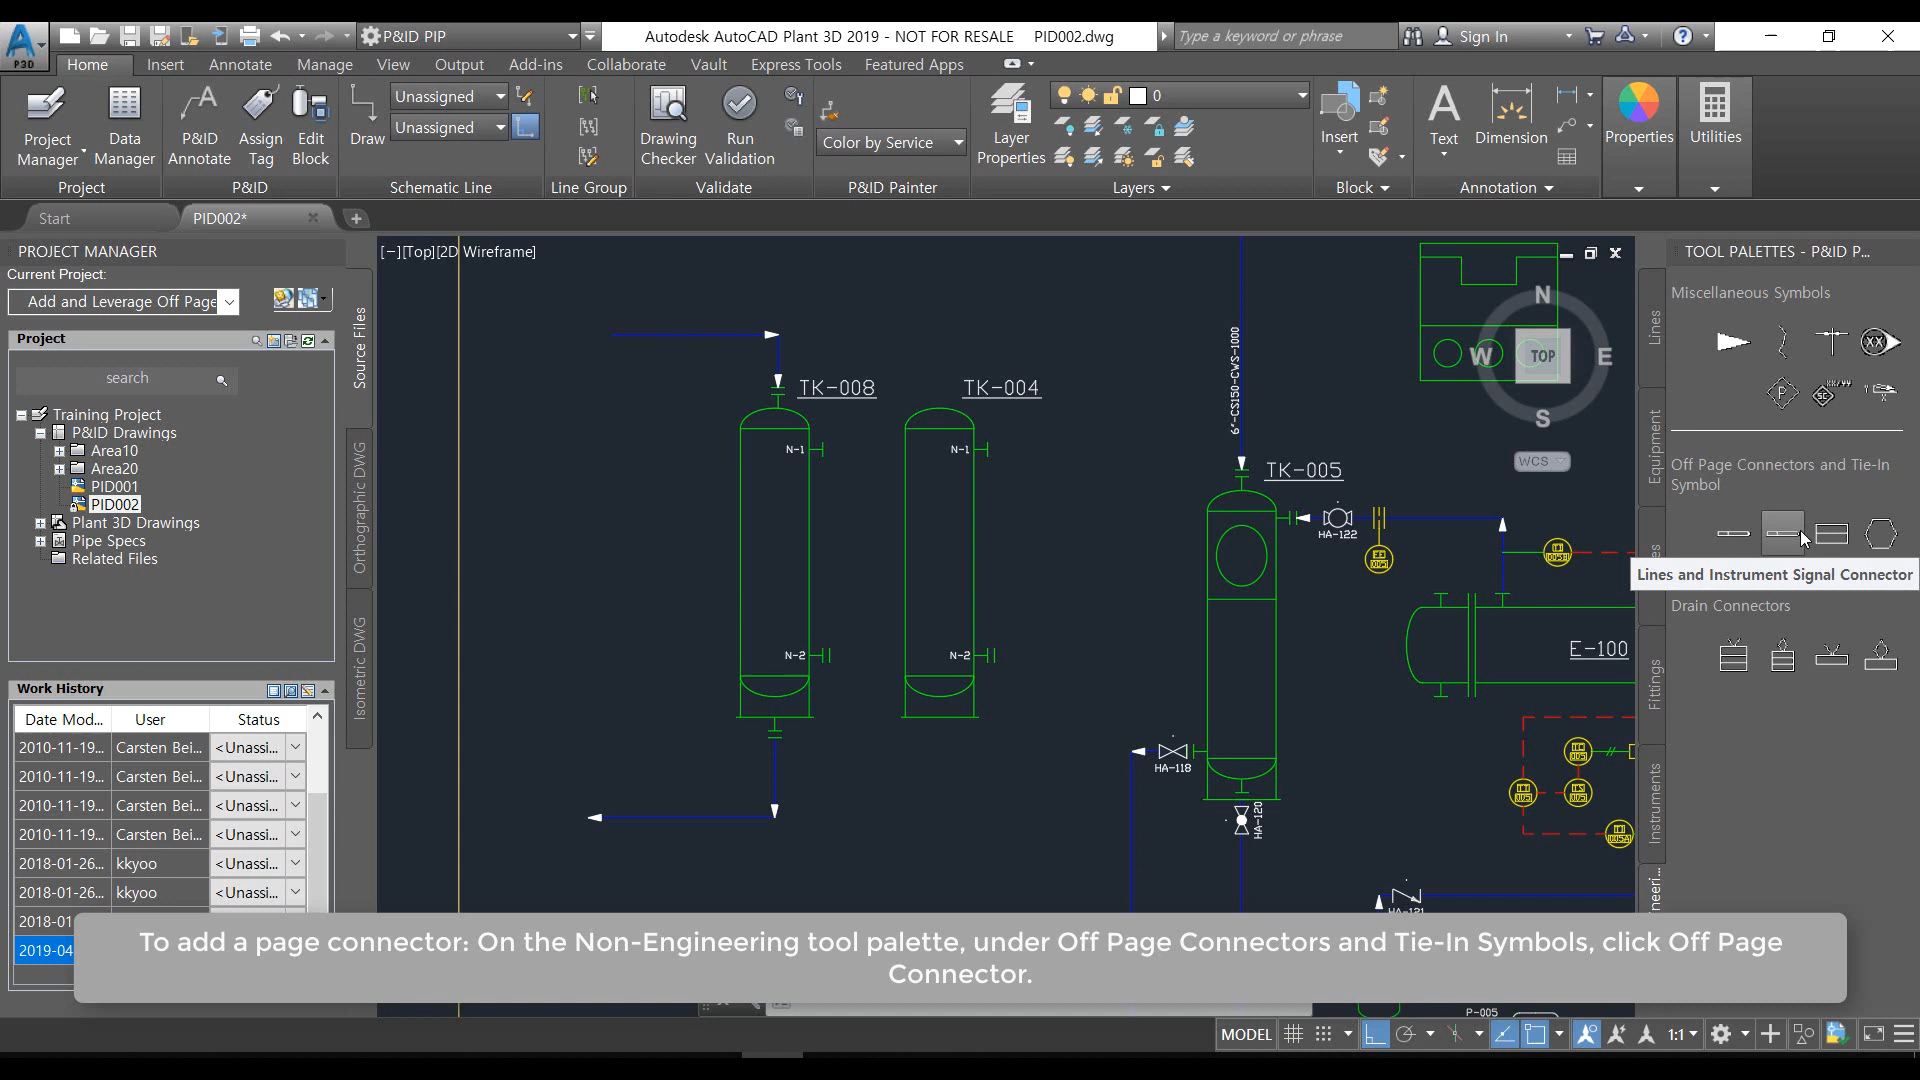 P3D
P&ID PIP
Autodesk AutoCAD Plant 3D 2019 - NOT FOR RESALE PID002.dwg
Type a keyword or phrase
Sign In
Home Insert Annotate Manage View Output Add-ins Collaborate Vault Express Tools Featured Apps
Project Manager
Data Manager
Project
P&ID Annotate
Assign Tag
Edit Block
P&ID
Draw
Unassigned
Unassigned
Schematic Line
Line Group
Drawing Checker
Run Validation
Validate
Color by Service
P&ID Painter
Layer Properties
0
Layers
Insert
Block
Text
Dimension
Annotation
Properties
Utilities
Start
PID002*
PROJECT MANAGER
Current Project:
Add and Leverage Off Page
Project
search
Training Project
P&ID Drawings
Area10
Area20
PID001
PID002
Plant 3D Drawings
Pipe Specs
Related Files
Source Files
Orthographic DWG
Isometric DWG
Work History
Date Mod... User Status
2010-11-19... Carsten Bei... <Unassi...
2010-11-19... Carsten Bei... <Unassi...
2010-11-19... Carsten Bei... <Unassi...
2010-11-19... Carsten Bei... <Unassi...
2018-01-26... kkyoo <Unassi...
2018-01-26... kkyoo <Unassi...
2018-01
2019-04
[−][Top][2D Wireframe]
TK-008
N-1
N-2
TK-004
N-1
N-2
6"-CS150-CWS-1000
TK-005
HA-122
HA-118
HA-120
HA-121
E-100
P-005
N
W
TOP
E
S
WCS
TOOL PALETTES - P&ID P...
Miscellaneous Symbols
Off Page Connectors and Tie-In
Symbol
Lines and Instrument Signal Connector
Drain Connectors
Lines
Equipment
Fittings
Instruments
To add a page connector: On the Non-Engineering tool palette, under Off Page Connectors and Tie-In Symbols, click Off Page
Connector.
MODEL
1:1